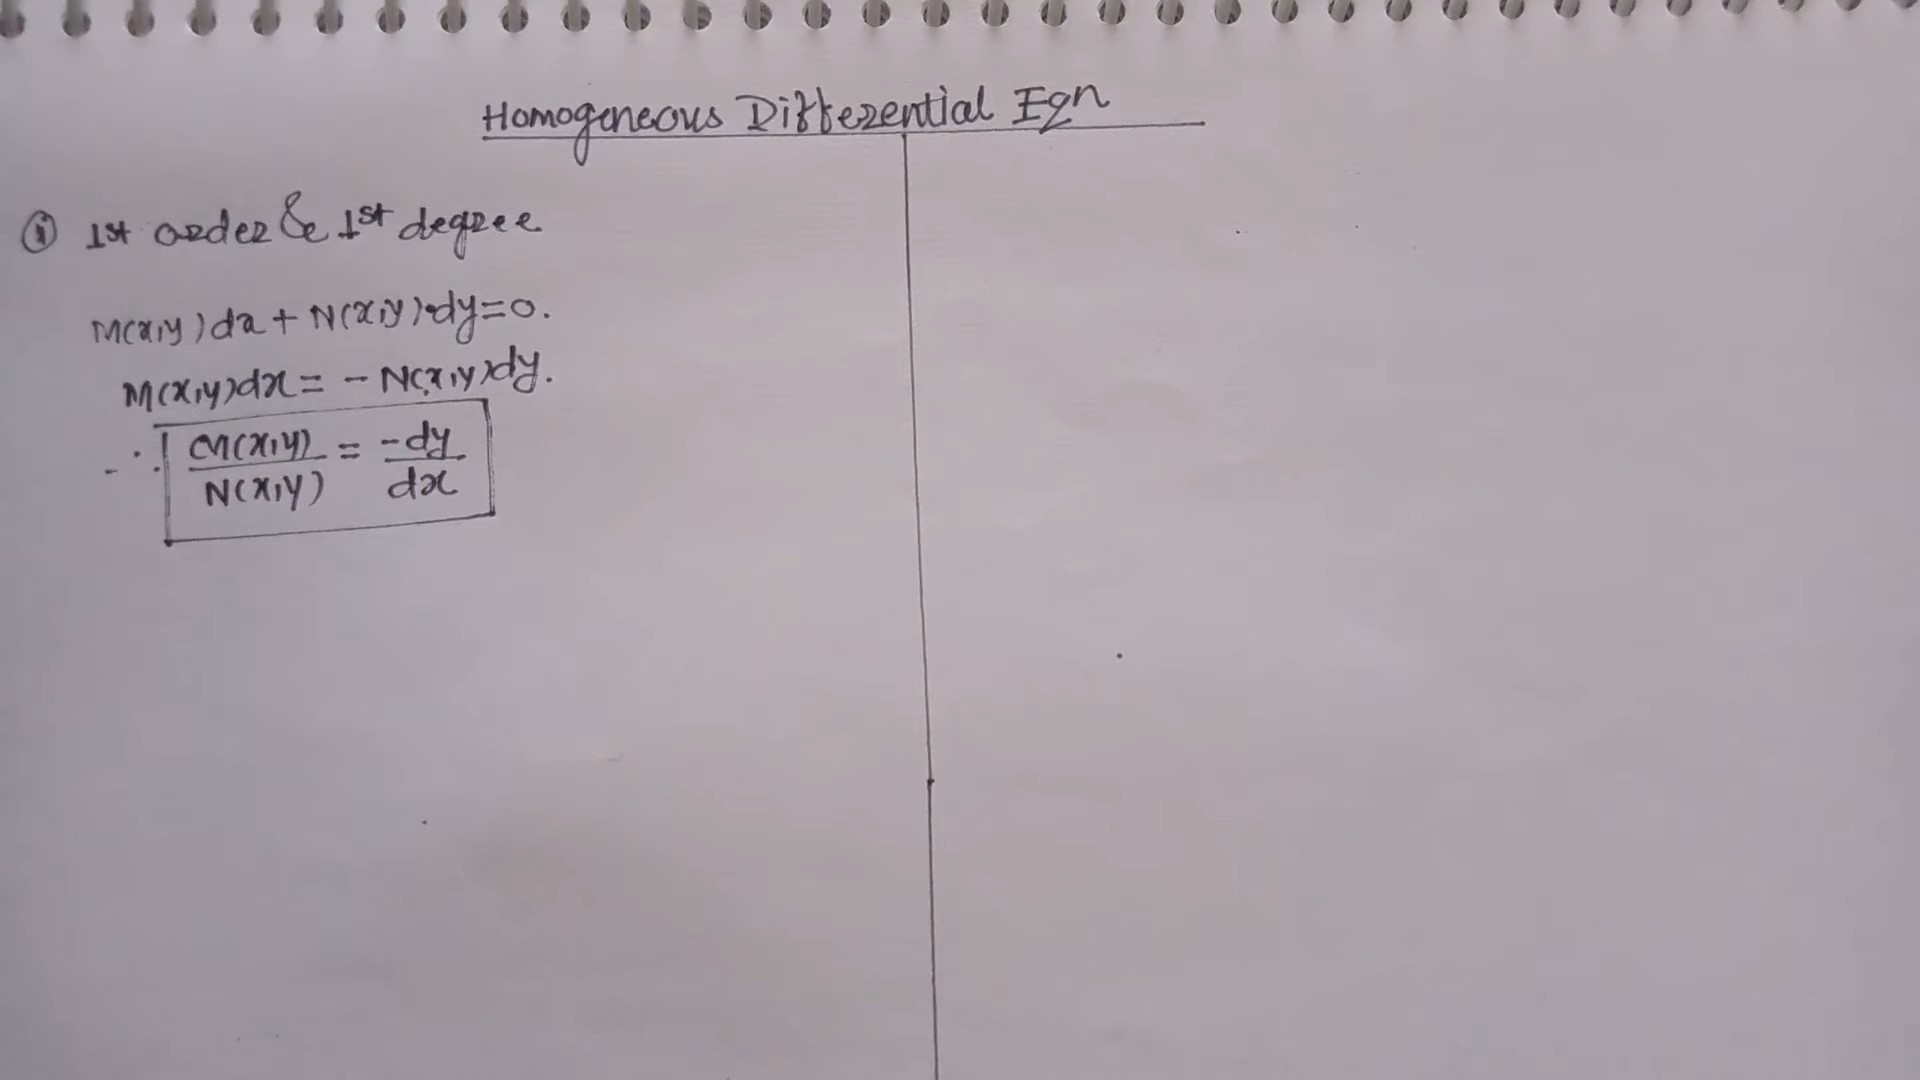 Homogeneous Differential Eqn
① 1st order & 1st degree
M(x,y)dx + N(x,y)·dy=0.
M(x,y)dx = - N(x,y)dy.
∴ M(x,y)/N(x,y) = -dy/dx